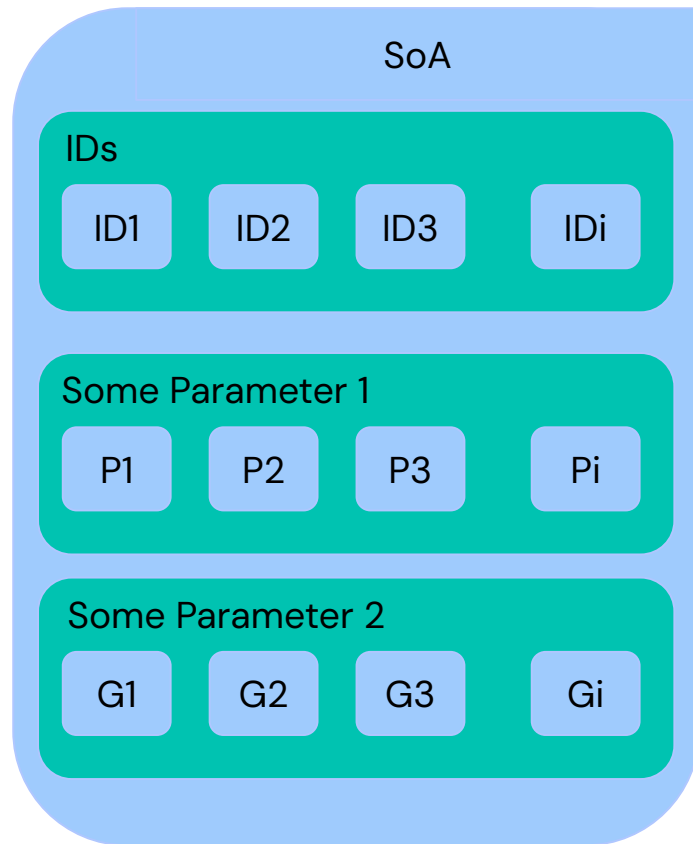 SoA
IDs
ID1 ID2 ID3 IDi
Some Parameter 1
P1 P2 P3 Pi
Some Parameter 2
G1 G2 G3 Gi